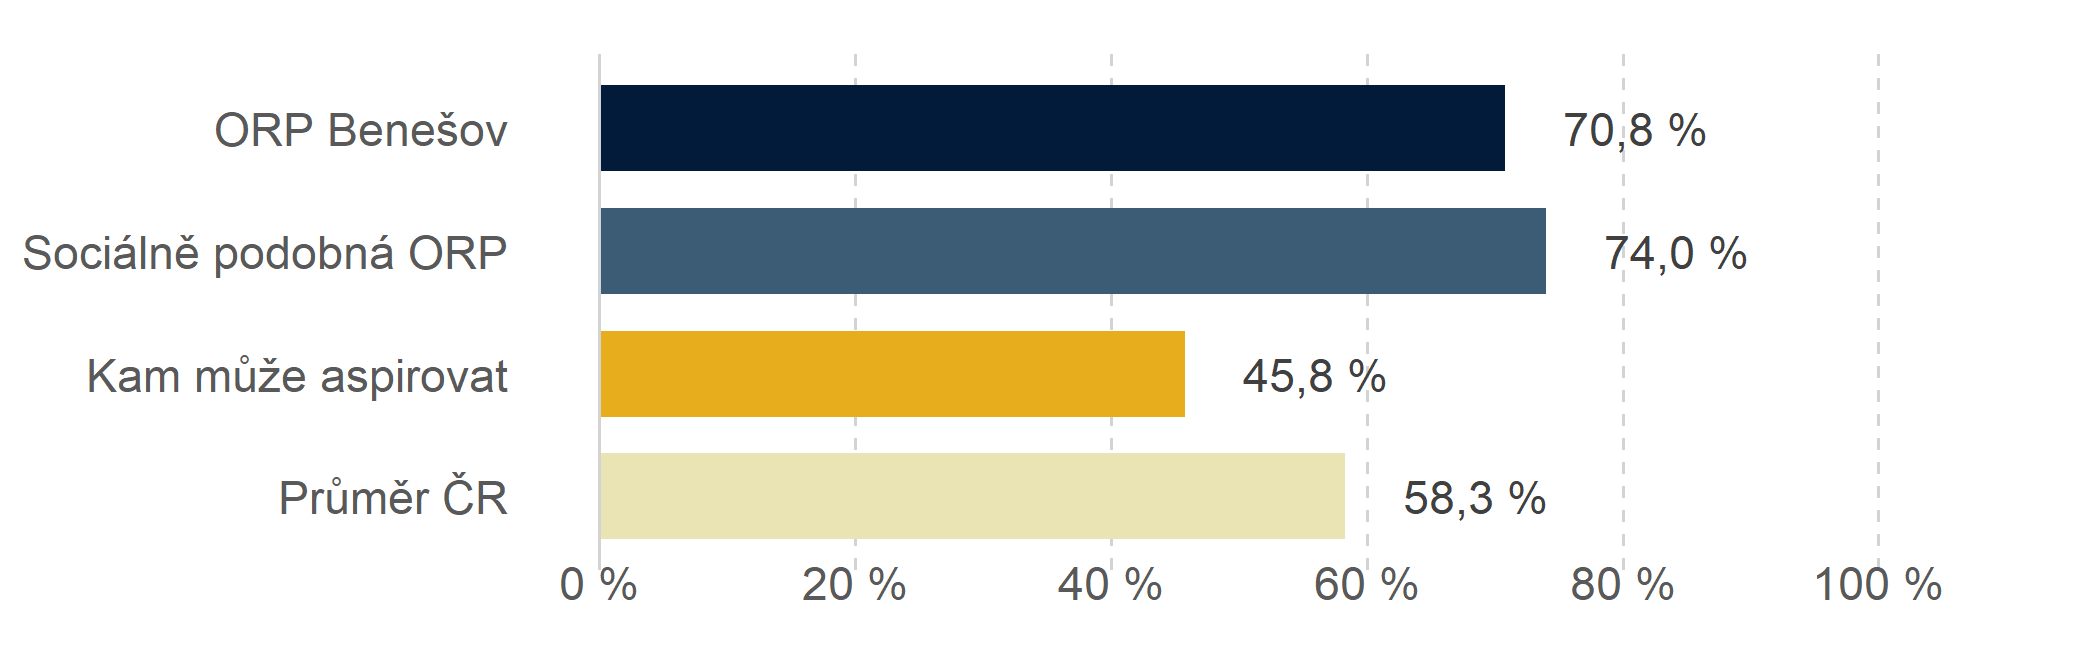 ORP Benešov 70,8 %
Sociálně podobná ORP 74,0 %
Kam může aspirovat 45,8 %
Průměr ČR 58,3 %
0 % 20 % 40 % 60 % 80 % 100 %